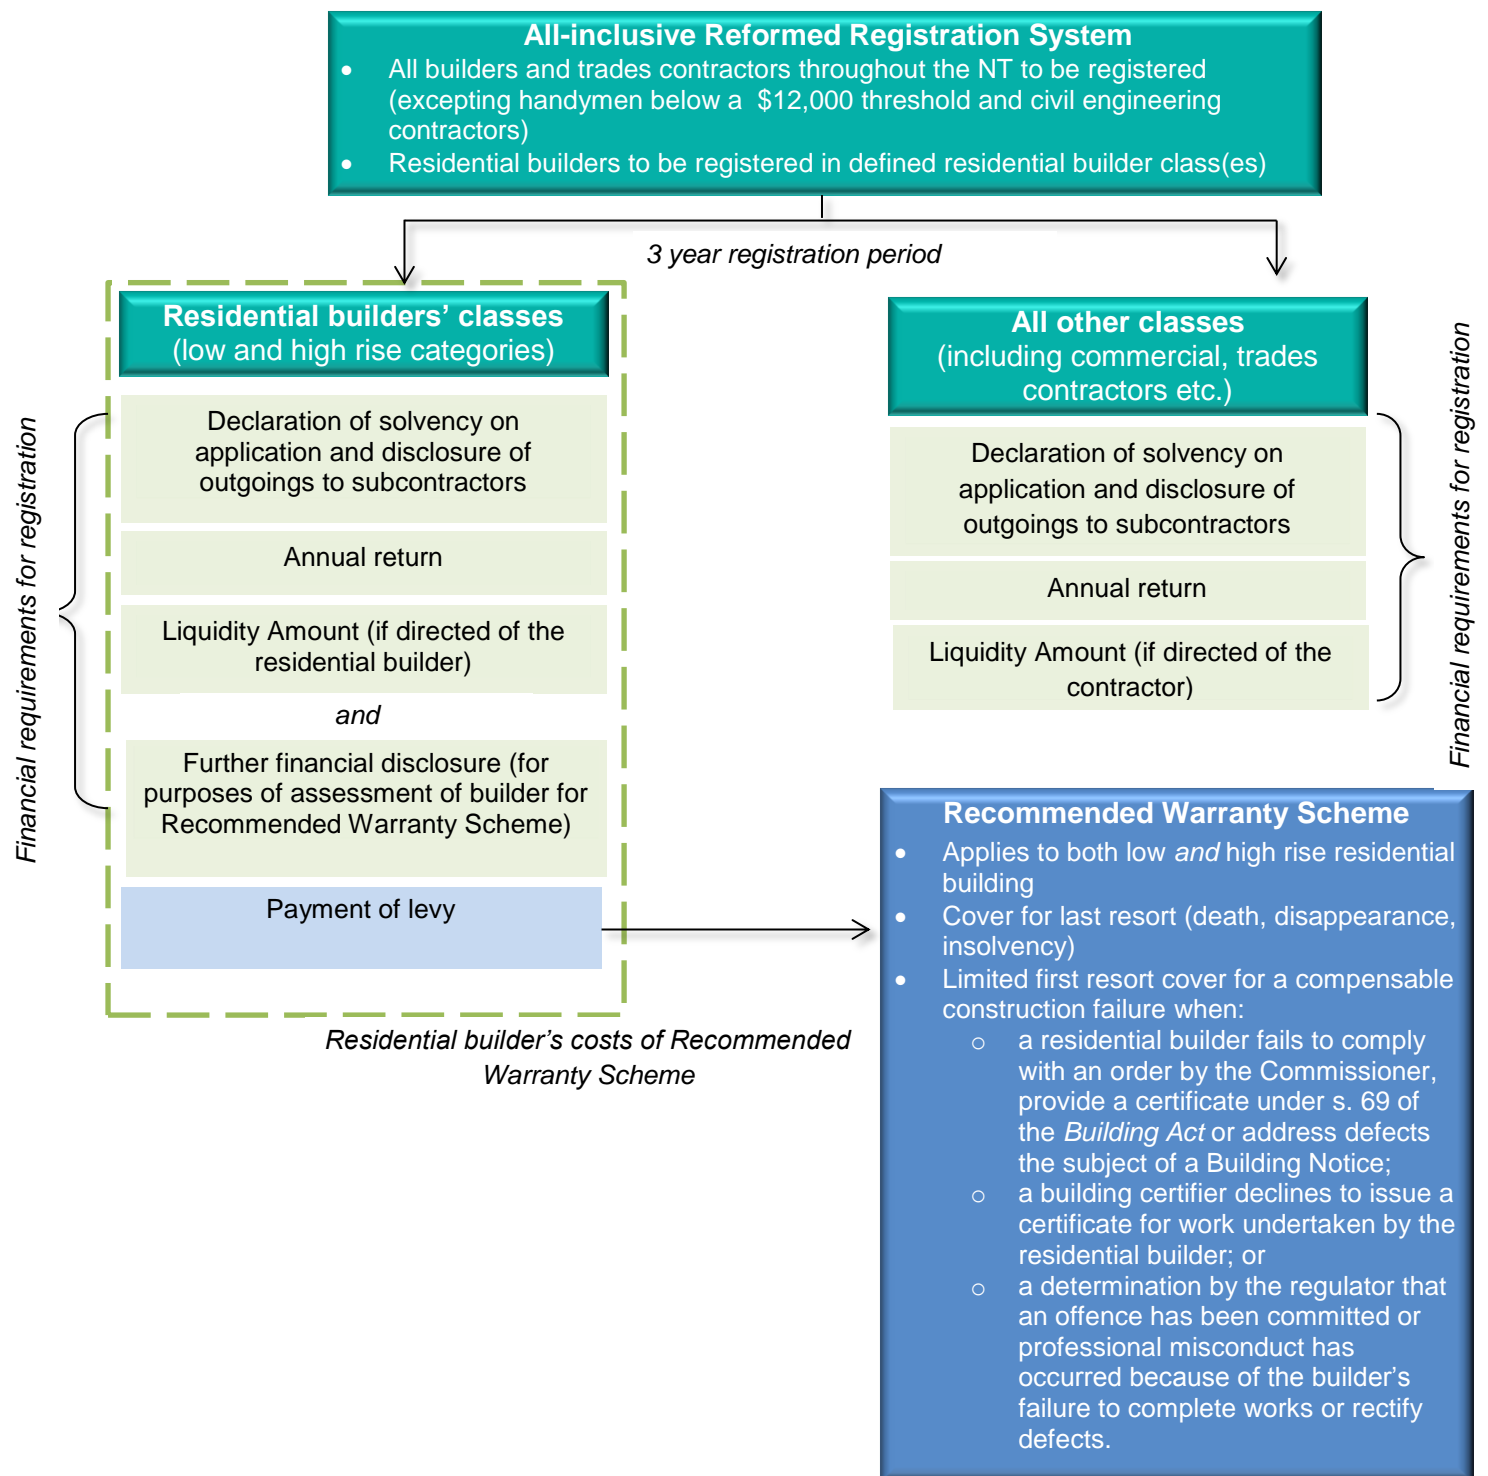 All-inclusive Reformed Registration System
• All builders and trades contractors throughout the NT to be registered
(excepting handymen below a $12,000 threshold and civil engineering
contractors)
• Residential builders to be registered in defined residential builder class(es)
3 year registration period
Residential builders’ classes
(low and high rise categories)
Financial requirements for registration
Declaration of solvency on
application and disclosure of
outgoings to subcontractors
Annual return
Liquidity Amount (if directed of the
residential builder)
and
Further financial disclosure (for
purposes of assessment of builder for
Recommended Warranty Scheme)
Payment of levy
Residential builder’s costs of Recommended
Warranty Scheme
All other classes
(including commercial, trades
contractors etc.)
Declaration of solvency on
application and disclosure of
outgoings to subcontractors
Annual return
Liquidity Amount (if directed of the
contractor)
Financial requirements for registration
Recommended Warranty Scheme
• Applies to both low and high rise residential
building
• Cover for last resort (death, disappearance,
insolvency)
• Limited first resort cover for a compensable
construction failure when:
o a residential builder fails to comply
with an order by the Commissioner,
provide a certificate under s. 69 of
the Building Act or address defects
the subject of a Building Notice;
o a building certifier declines to issue a
certificate for work undertaken by the
residential builder; or
o a determination by the regulator that
an offence has been committed or
professional misconduct has
occurred because of the builder’s
failure to complete works or rectify
defects.